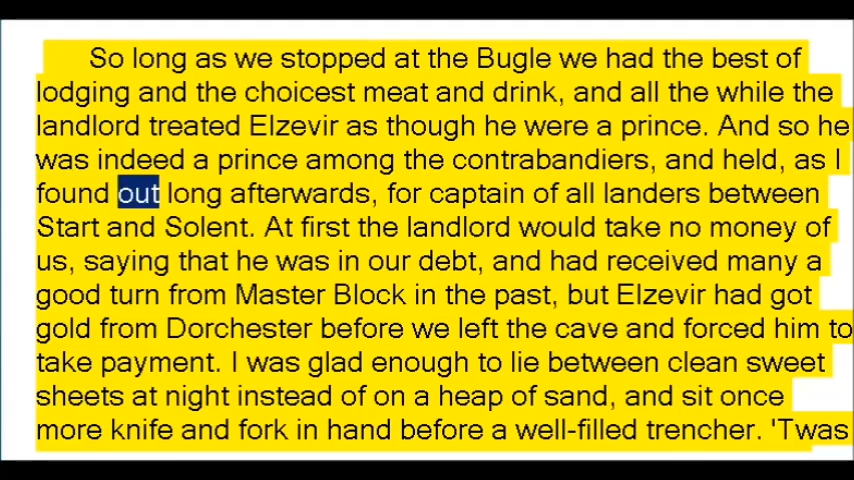 So long as we stopped at the Bugle we had the best of
lodging and the choicest meat and drink, and all the while the
landlord treated Elzevir as though he were a prince. And so he
was indeed a prince among the contrabandiers, and held, as I
found out long afterwards, for captain of all landers between
Start and Solent. At first the landlord would take no money of
us, saying that he was in our debt, and had received many a
good turn from Master Block in the past, but Elzevir had got
gold from Dorchester before we left the cave and forced him to
take payment. I was glad enough to lie between clean sweet
sheets at night instead of on a heap of sand, and sit once
more knife and fork in hand before a well-filled trencher. 'Twas